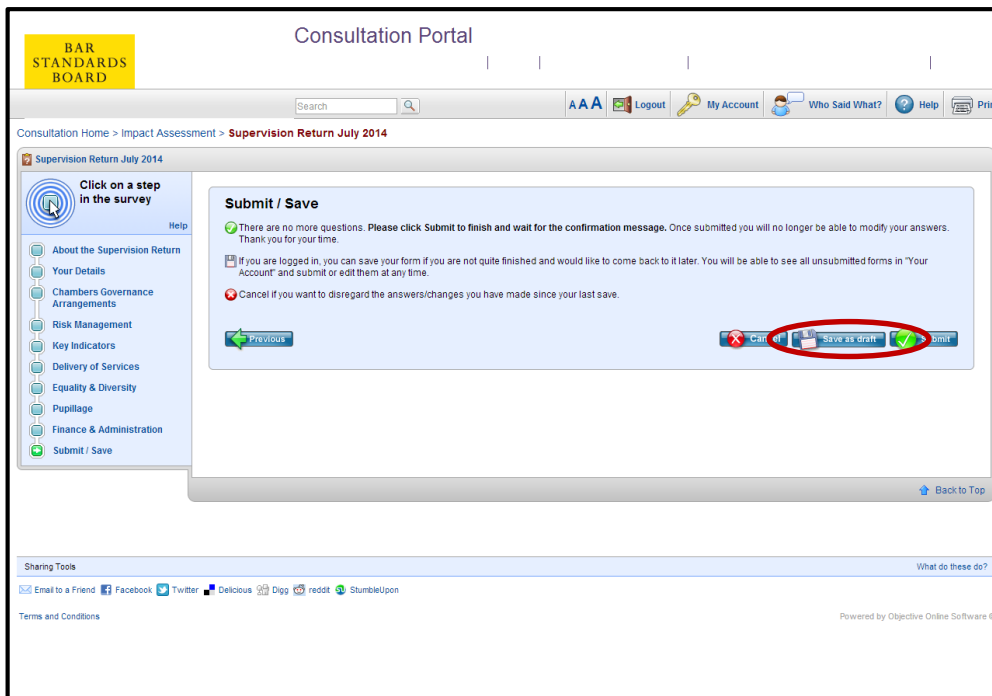 BAR
STANDARDS
BOARD
Consultation Portal
Search
A A A Logout My Account Who Said What? Help Pri
Consultation Home > Impact Assessment > Supervision Return July 2014
Supervision Return July 2014
Click on a step
in the survey
Help
About the Supervision Return
Your Details
Chambers Governance
Arrangements
Risk Management
Key Indicators
Delivery of Services
Equality & Diversity
Pupillage
Finance & Administration
Submit / Save
Submit / Save
There are no more questions. Please click Submit to finish and wait for the confirmation message. Once submitted you will no longer be able to modify your answers.
Thank you for your time.
If you are logged in, you can save your form if you are not quite finished and would like to come back to it later. You will be able to see all unsubmitted forms in "Your
Account" and submit or edit them at any time.
Cancel if you want to disregard the answers/changes you have made since your last save.
Previous
Cancel Save as draft Submit
Back to Top
Sharing Tools What do these do?
Email to a Friend Facebook Twitter Delicious Digg reddit StumbleUpon
Terms and Conditions Powered by Objective Online Software ©